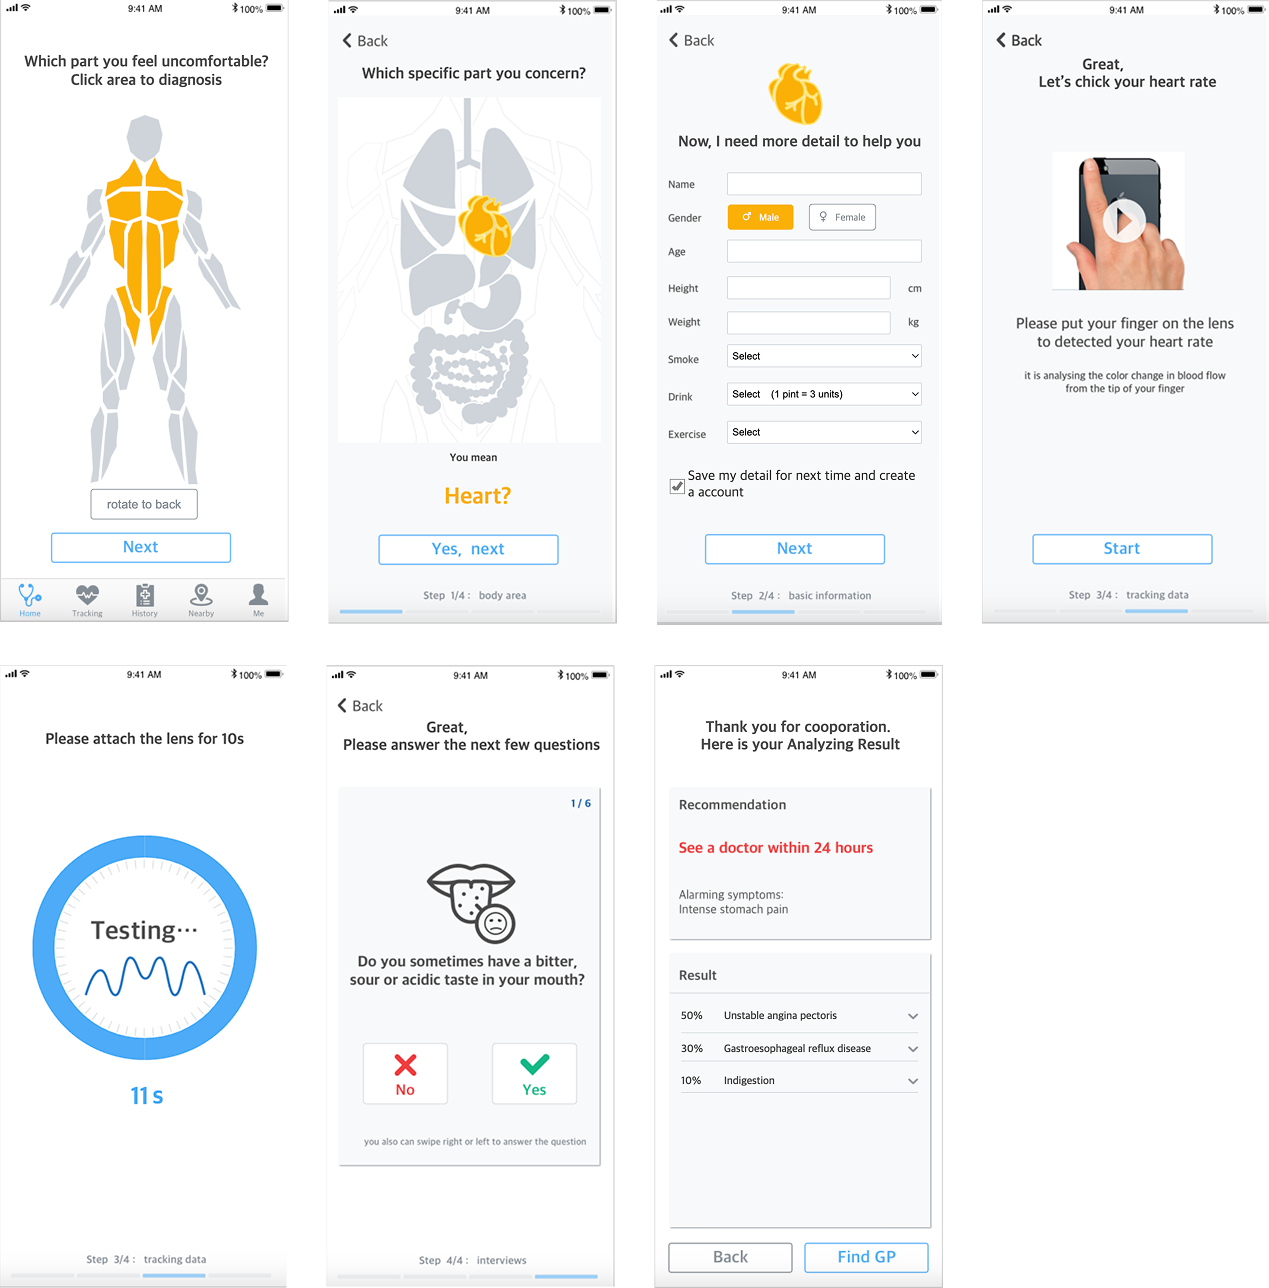 9:41 AM
100%
Which part you feel uncomfortable?
Click area to diagnosis
rotate to back
Next
Home
Tracking
History
Nearby
Me
9:41 AM
100%
Back
Which specific part you concern?
You mean
Heart?
Yes, next
Step 1/4 : body area
9:41 AM
100%
Back
Now, I need more detail to help you
Name
Gender
Male
Female
Age
Height
cm
Weight
kg
Smoke
Select
Drink
Select (1 pint = 3 units)
Exercise
Select
Save my detail for next time and create
a account
Next
Step 2/4 : basic information
9:41 AM
100%
Back
Great,
Let's chick your heart rate
Please put your finger on the lens
to detected your heart rate
it is analysing the color change in blood flow
from the tip of your finger
Start
Step 3/4 : tracking data
9:41 AM
100%
Please attach the lens for 10s
Testing···
11 s
Step 3/4 : tracking data
9:41 AM
100%
Back
Great,
Please answer the next few questions
1 / 6
Do you sometimes have a bitter,
sour or acidic taste in your mouth?
No
Yes
you also can swipe right or left to answer the question
Step 4/4 : interviews
9:41 AM
100%
Thank you for cooporation.
Here is your Analyzing Result
Recommendation
See a doctor within 24 hours
Alarming symptoms:
Intense stomach pain
Result
50% Unstable angina pectoris
30% Gastroesophageal reflux disease
10% Indigestion
Back
Find GP